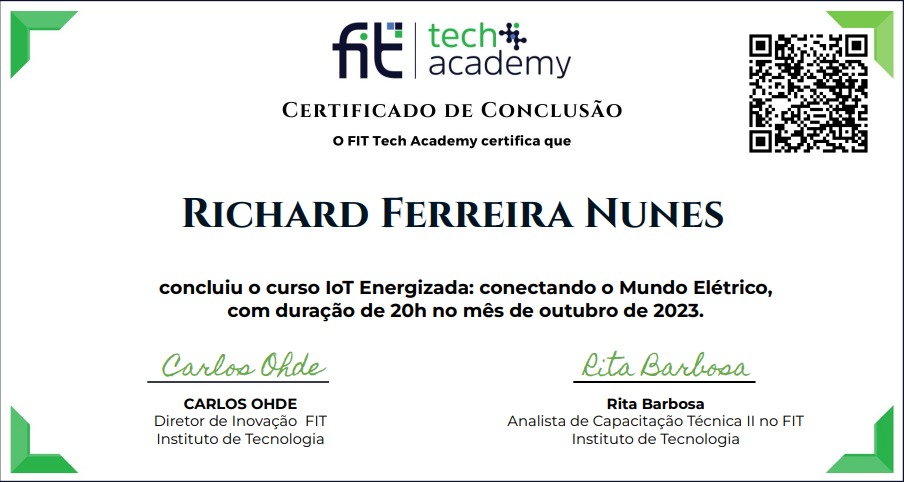 fit tech academy
CERTIFICADO DE CONCLUSÃO
O FIT Tech Academy certifica que
RICHARD FERREIRA NUNES
concluiu o curso IoT Energizada: conectando o Mundo Elétrico,
com duração de 20h no mês de outubro de 2023.
Carlos Ohde
CARLOS OHDE
Diretor de Inovação FIT
Instituto de Tecnologia
Rita Barbosa
Rita Barbosa
Analista de Capacitação Técnica II no FIT
Instituto de Tecnologia